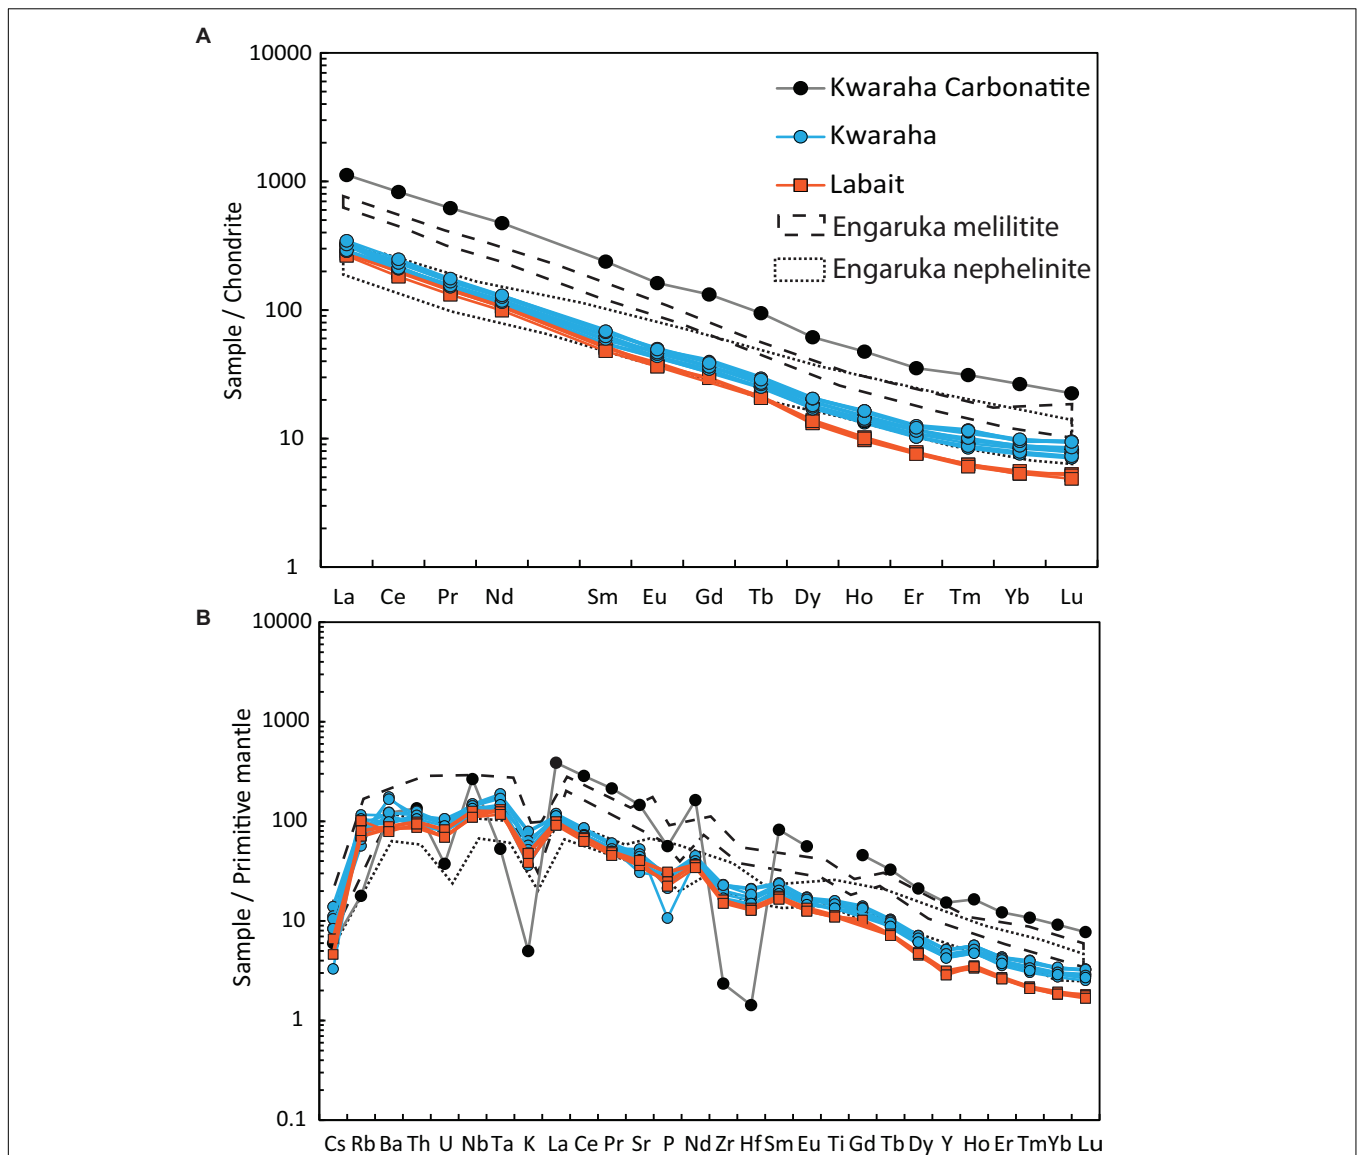 A
10000
1000
100
10
1
Sample / Chondrite
Kwaraha Carbonatite
Kwaraha
Labait
Engaruka melilitite
Engaruka nephelinite
La Ce Pr Nd Sm Eu Gd Tb Dy Ho Er Tm Yb Lu
B
10000
1000
100
10
1
0.1
Sample / Primitive mantle
Cs Rb Ba Th U Nb Ta K La Ce Pr Sr P Nd Zr Hf Sm Eu Ti Gd Tb Dy Y Ho Er Tm Yb Lu